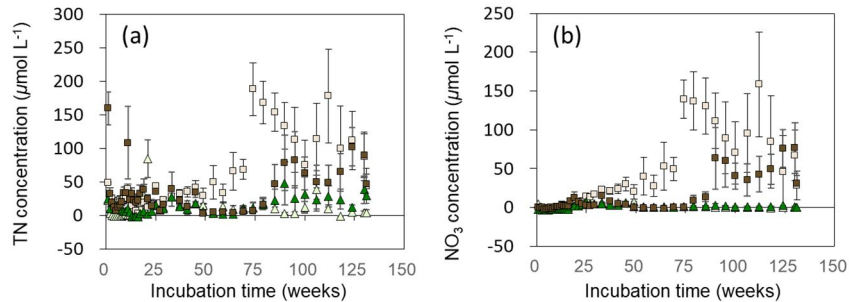 (a)
TN concentration (µmol L-1)
300
250
200
150
100
50
0
-50
0 25 50 75 100 125 150
Incubation time (weeks)
(b)
NO3 concentration (µmol L-1)
250
200
150
100
50
0
-50
0 25 50 75 100 125 150
Incubation time (weeks)